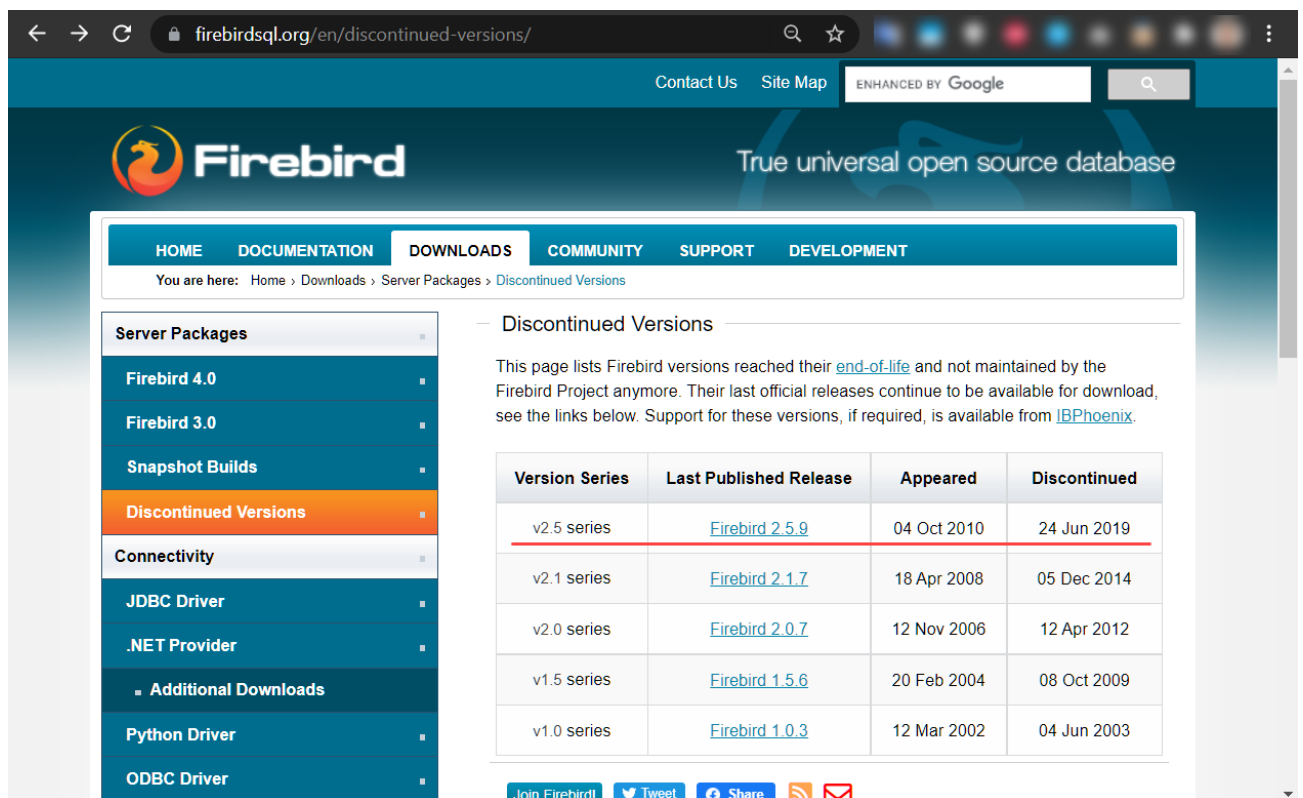 firebirdsql.org/en/discontinued-versions/
Contact Us Site Map ENHANCED BY Google
Firebird
True universal open source database
HOME DOCUMENTATION DOWNLOADS COMMUNITY SUPPORT DEVELOPMENT
You are here: Home › Downloads › Server Packages › Discontinued Versions
Server Packages
Firebird 4.0
Firebird 3.0
Snapshot Builds
Discontinued Versions
Connectivity
JDBC Driver
.NET Provider
Additional Downloads
Python Driver
ODBC Driver
Discontinued Versions
This page lists Firebird versions reached their end-of-life and not maintained by the
Firebird Project anymore. Their last official releases continue to be available for download,
see the links below. Support for these versions, if required, is available from IBPhoenix.
Version Series Last Published Release Appeared Discontinued
v2.5 series Firebird 2.5.9 04 Oct 2010 24 Jun 2019
v2.1 series Firebird 2.1.7 18 Apr 2008 05 Dec 2014
v2.0 series Firebird 2.0.7 12 Nov 2006 12 Apr 2012
v1.5 series Firebird 1.5.6 20 Feb 2004 08 Oct 2009
v1.0 series Firebird 1.0.3 12 Mar 2002 04 Jun 2003
Join Firebird! Tweet Share